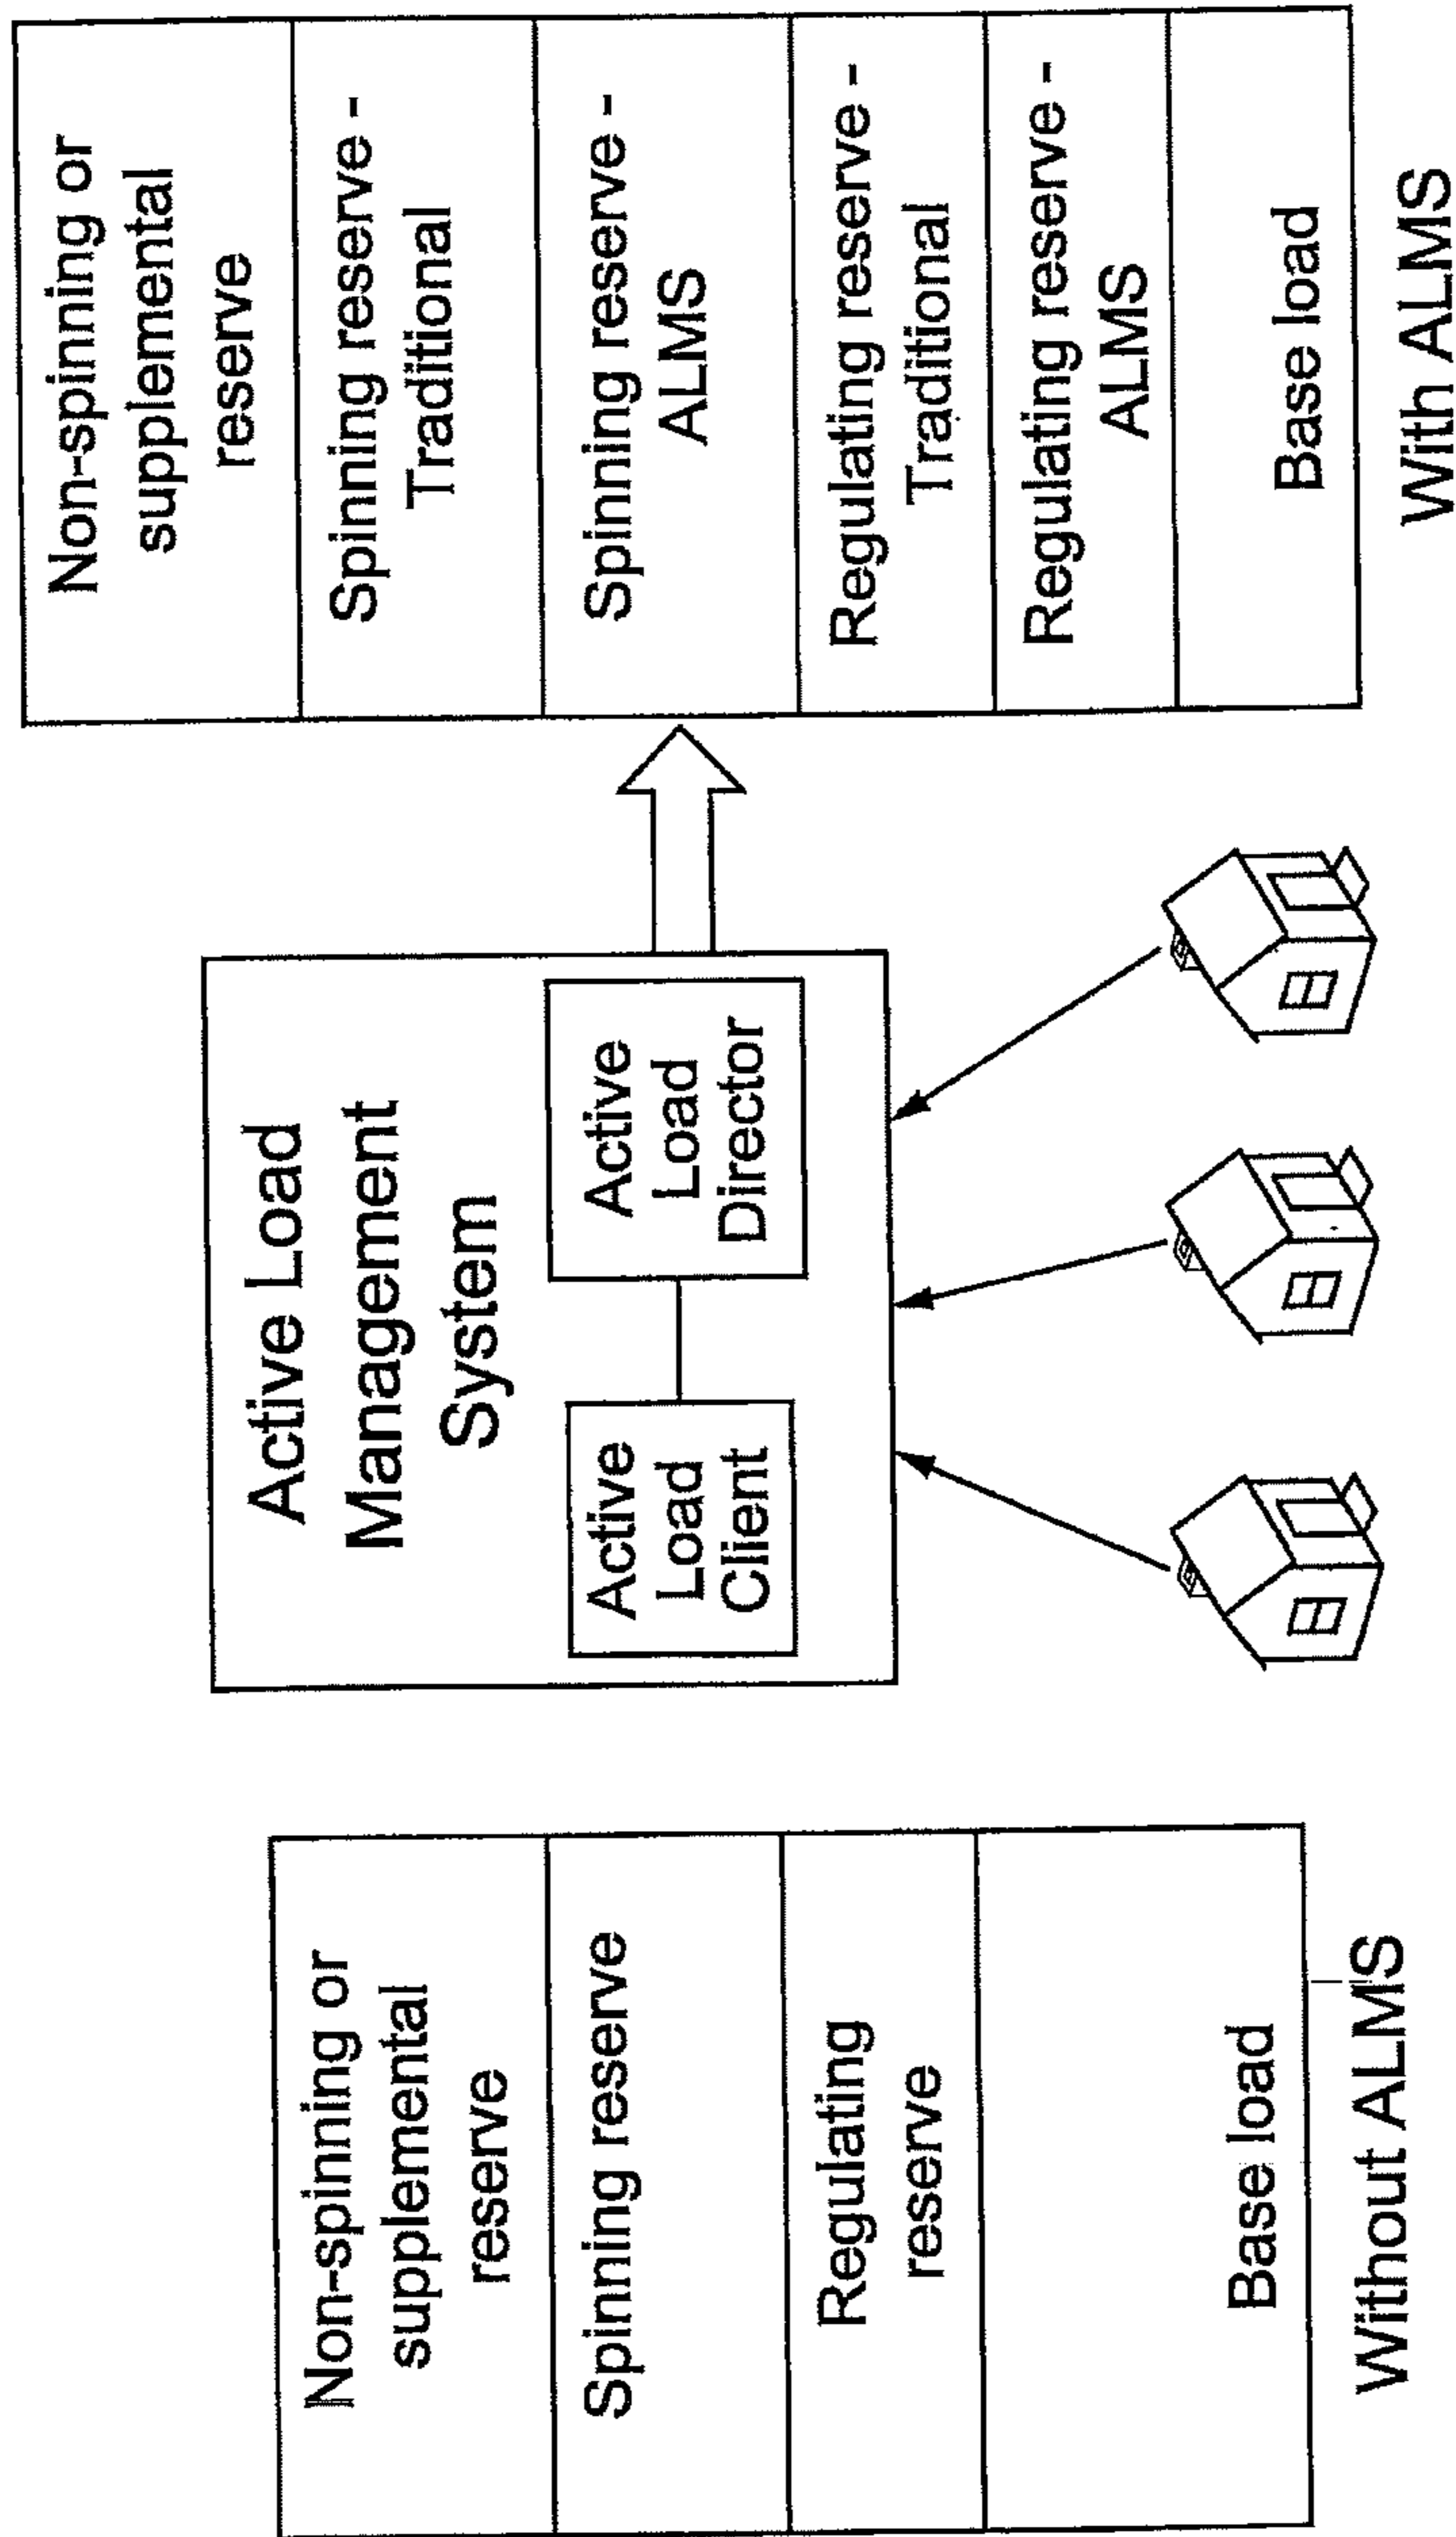 Non-spinning or
supplemental
reserve
Spinning reserve
Regulating
reserve
Base load
Without ALMS
Active Load
Management
System
Active
Load
Client
Active
Load
Director
Non-spinning or
supplemental
reserve
Spinning reserve -
Traditional
Spinning reserve -
ALMS
Regulating reserve -
Traditional
Regulating reserve -
ALMS
Base load
With ALMS